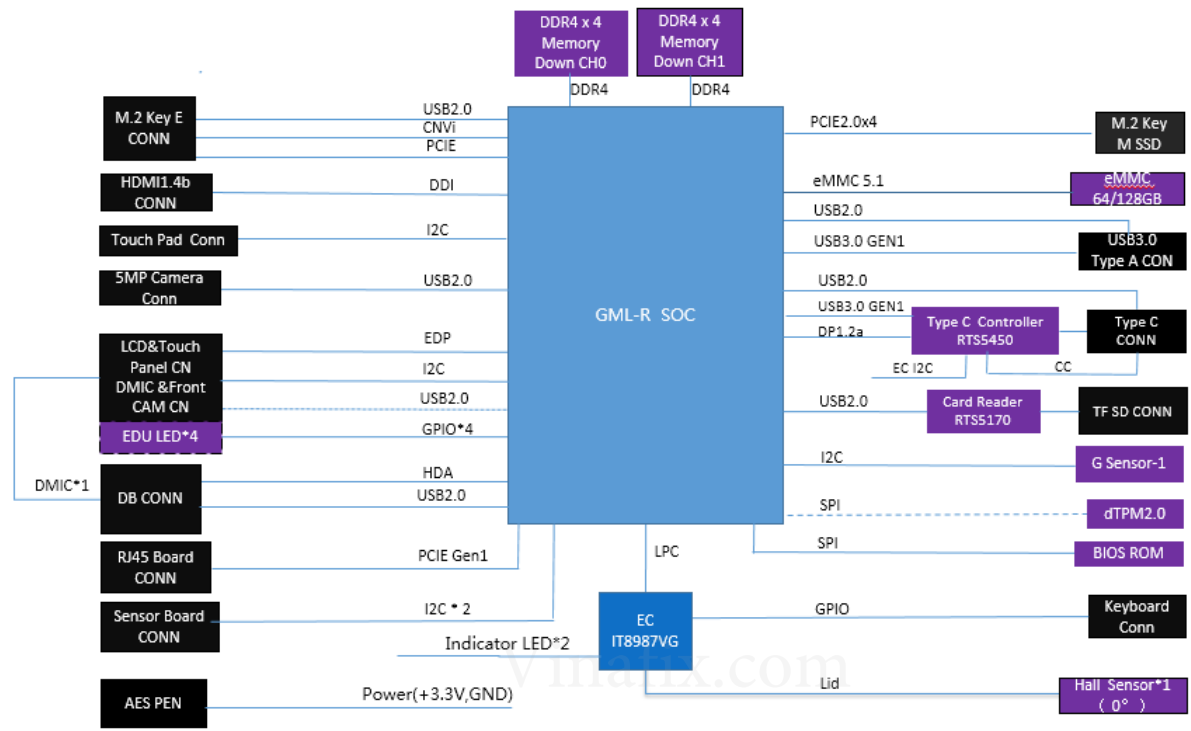 DDR4 x 4
Memory
Down CH0
DDR4 x 4
Memory
Down CH1
DDR4
DDR4
M.2 Key E
CONN
USB2.0
CNVi
PCIE
HDMI1.4b
CONN
DDI
Touch Pad Conn
I2C
5MP Camera
Conn
USB2.0
LCD&Touch
Panel CN
DMIC &Front
CAM CN
EDP
I2C
USB2.0
EDU LED*4
GPIO*4
DMIC*1
DB CONN
HDA
USB2.0
RJ45 Board
CONN
PCIE Gen1
Sensor Board
CONN
I2C * 2
Indicator LED*2
AES PEN
Power(+3.3V,GND)
GML-R SOC
LPC
EC
IT8987VG
PCIE2.0x4
M.2 Key
M SSD
eMMC 5.1
eMMC
64/128GB
USB2.0
USB3.0 GEN1
USB3.0
Type A CON
USB2.0
USB3.0 GEN1
DP1.2a
Type C Controller
RTS5450
Type C
CONN
EC I2C
CC
USB2.0
Card Reader
RTS5170
TF SD CONN
I2C
G Sensor-1
SPI
dTPM2.0
SPI
BIOS ROM
GPIO
Keyboard
Conn
Lid
Hall Sensor*1
( 0° )
Vinafix.com